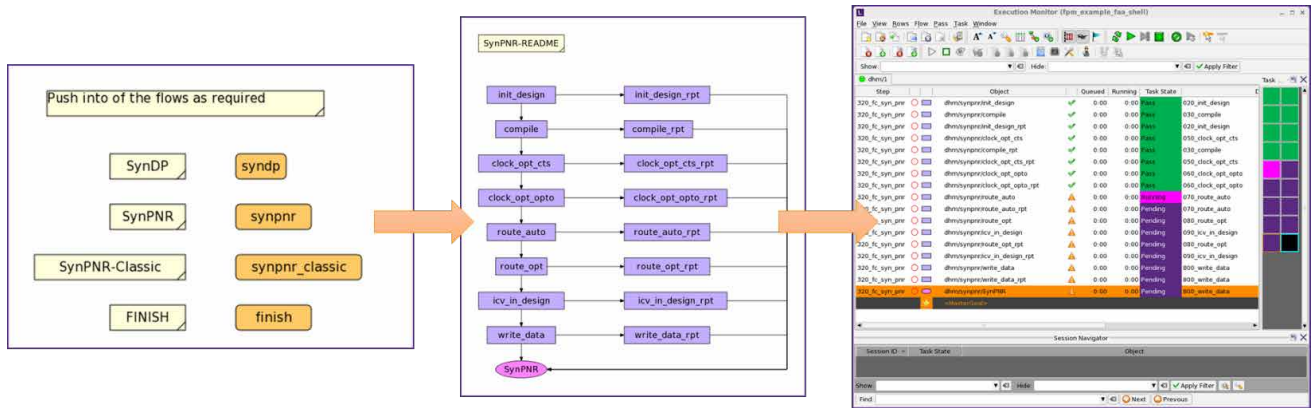 Push into of the flows as required
SynDP
syndp
SynPNR
synpnr
SynPNR-Classic
synpnr_classic
FINISH
finish
SynPNR-README
init_design
init_design_rpt
compile
compile_rpt
clock_opt_cts
clock_opt_cts_rpt
clock_opt_opto
clock_opt_opto_rpt
route_auto
route_auto_rpt
route_opt
route_opt_rpt
icv_in_design
icv_in_design_rpt
write_data
write_data_rpt
SynPNR
Execution Monitor (fpm_example_faa_shell)
File View Rows Flow Pass Task Window
Show: Hide: Apply Filter
dhm/1 Task
Step Object Queued Running Task State D
320_fc_syn_pnr dhm/synpnr/init_design 0:00 0:00 Pass 020_init_design
320_fc_syn_pnr dhm/synpnr/compile 0:00 0:00 Pass 030_compile
320_fc_syn_pnr dhm/synpnr/init_design_rpt 0:00 0:00 Pass 020_init_design
320_fc_syn_pnr dhm/synpnr/clock_opt_cts 0:00 0:00 Pass 050_clock_opt_cts
320_fc_syn_pnr dhm/synpnr/compile_rpt 0:00 0:00 Pass 030_compile
320_fc_syn_pnr dhm/synpnr/clock_opt_cts_rpt 0:00 0:00 Pass 050_clock_opt_cts
320_fc_syn_pnr dhm/synpnr/clock_opt_opto 0:00 0:00 Pass 060_clock_opt_opto
320_fc_syn_pnr dhm/synpnr/clock_opt_opto_rpt 0:00 0:00 Pass 060_clock_opt_opto
320_fc_syn_pnr dhm/synpnr/route_auto 0:00 0:00 Running 070_route_auto
320_fc_syn_pnr dhm/synpnr/route_auto_rpt 0:00 0:00 Pending 070_route_auto
320_fc_syn_pnr dhm/synpnr/route_opt 0:00 0:00 Pending 080_route_opt
320_fc_syn_pnr dhm/synpnr/icv_in_design 0:00 0:00 Pending 090_icv_in_design
320_fc_syn_pnr dhm/synpnr/route_opt_rpt 0:00 0:00 Pending 080_route_opt
320_fc_syn_pnr dhm/synpnr/icv_in_design_rpt 0:00 0:00 Pending 090_icv_in_design
320_fc_syn_pnr dhm/synpnr/write_data 0:00 0:00 Pending 800_write_data
320_fc_syn_pnr dhm/synpnr/write_data_rpt 0:00 0:00 Pending 800_write_data
320_fc_syn_pnr dhm/synpnr/SynPNR 0:00 0:00 Pending 800_write_data
<MasterGoal>
Session Navigator
Session ID Task State Object
Show Hide Apply Filter
Find Next Previous